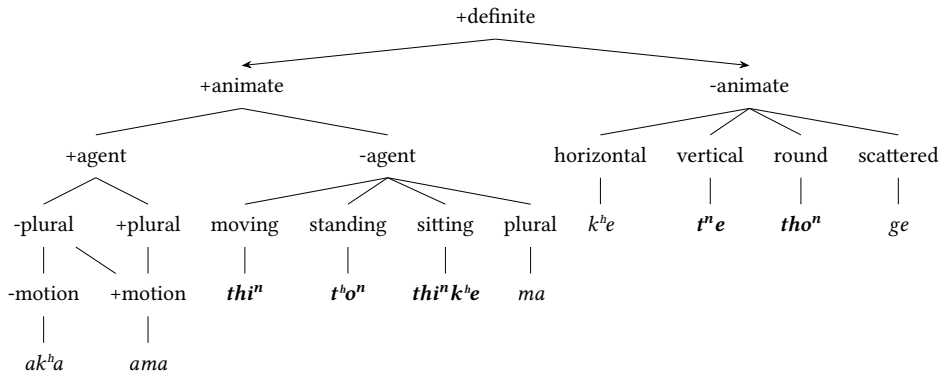 +definite
+animate -animate
+agent -agent horizontal vertical round scattered
-plural +plural moving standing sitting plural kʰe tⁿe thoⁿ ge
-motion +motion thiⁿ tʰoⁿ thiⁿkʰe ma
akʰa ama